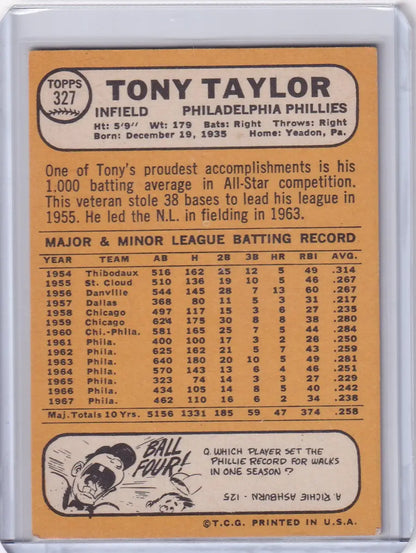 TOPPS
327
TONY TAYLOR
INFIELD PHILADELPHIA PHILLIES
Ht: 5'9" Wt: 179 Bats: Right Throws: Right
Born: December 19, 1935 Home: Yeadon, Pa.
One of Tony's proudest accomplishments is his
1.000 batting average in All-Star competition.
This veteran stole 38 bases to lead his league in
1955. He led the N.L. in fielding in 1963.
MAJOR & MINOR LEAGUE BATTING RECORD
YEAR TEAM AB H 2B 3B HR RBI AVG.
1954 Thibodaux 516 162 25 12 5 49 .314
1955 St. Cloud 510 136 19 10 5 46 .267
1956 Danville 544 145 28 7 13 60 .267
1957 Dallas 368 80 11 5 3 31 .217
1958 Chicago 497 117 15 3 6 27 .235
1959 Chicago 624 175 30 8 8 38 .280
1960 Chi.-Phila. 581 165 25 7 5 44 .284
1961 Phila. 400 100 17 3 2 26 .250
1962 Phila. 625 162 21 5 7 43 .259
1963 Phila. 640 180 20 10 5 49 .281
1964 Phila. 570 143 13 6 4 46 .251
1965 Phila. 323 74 14 3 3 27 .229
1966 Phila. 434 105 14 8 5 40 .242
1967 Phila. 462 110 16 6 2 34 .238
Maj. Totals 10 Yrs. 5156 1331 185 59 47 374 .258
BALL
FOUR!
Q. WHICH PLAYER SET THE
PHILLIE RECORD FOR WALKS
IN ONE SEASON?
A. RICHIE ASHBURN - 125
©T.C.G. PRINTED IN U.S.A.